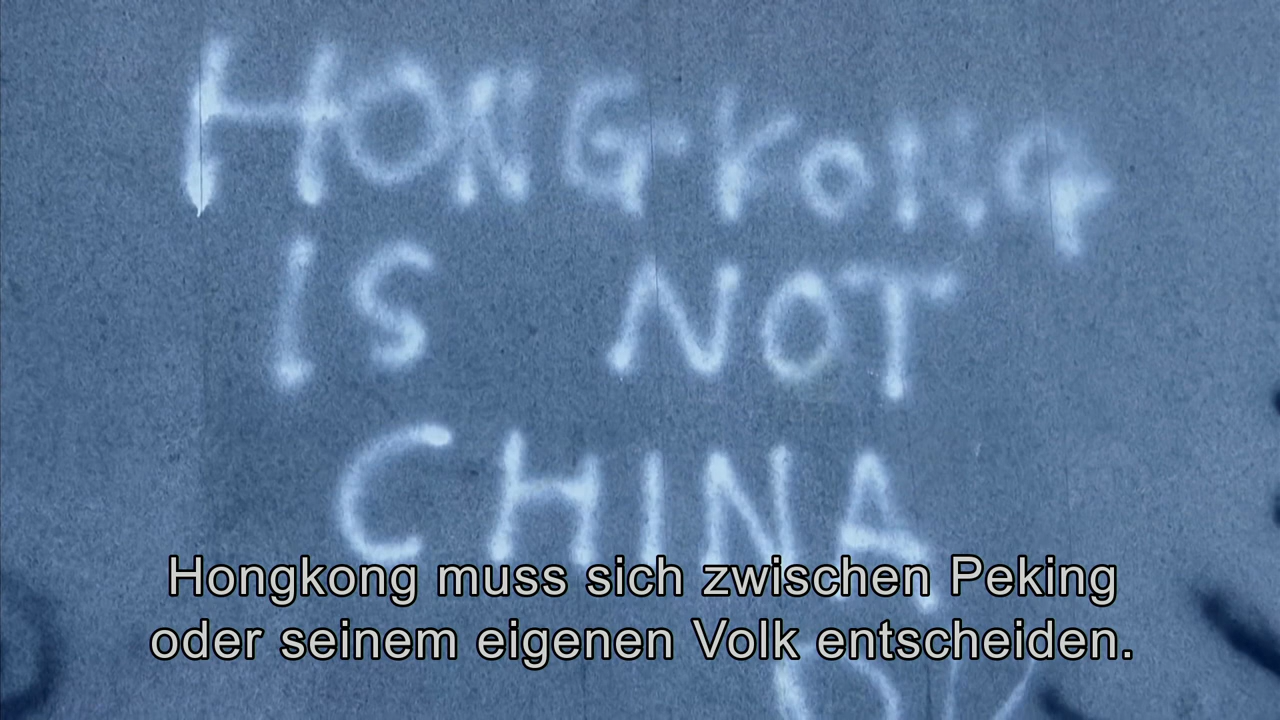 HONG-KONG
IS NOT
CHINA
Hongkong muss sich zwischen Peking
oder seinem eigenen Volk entscheiden.